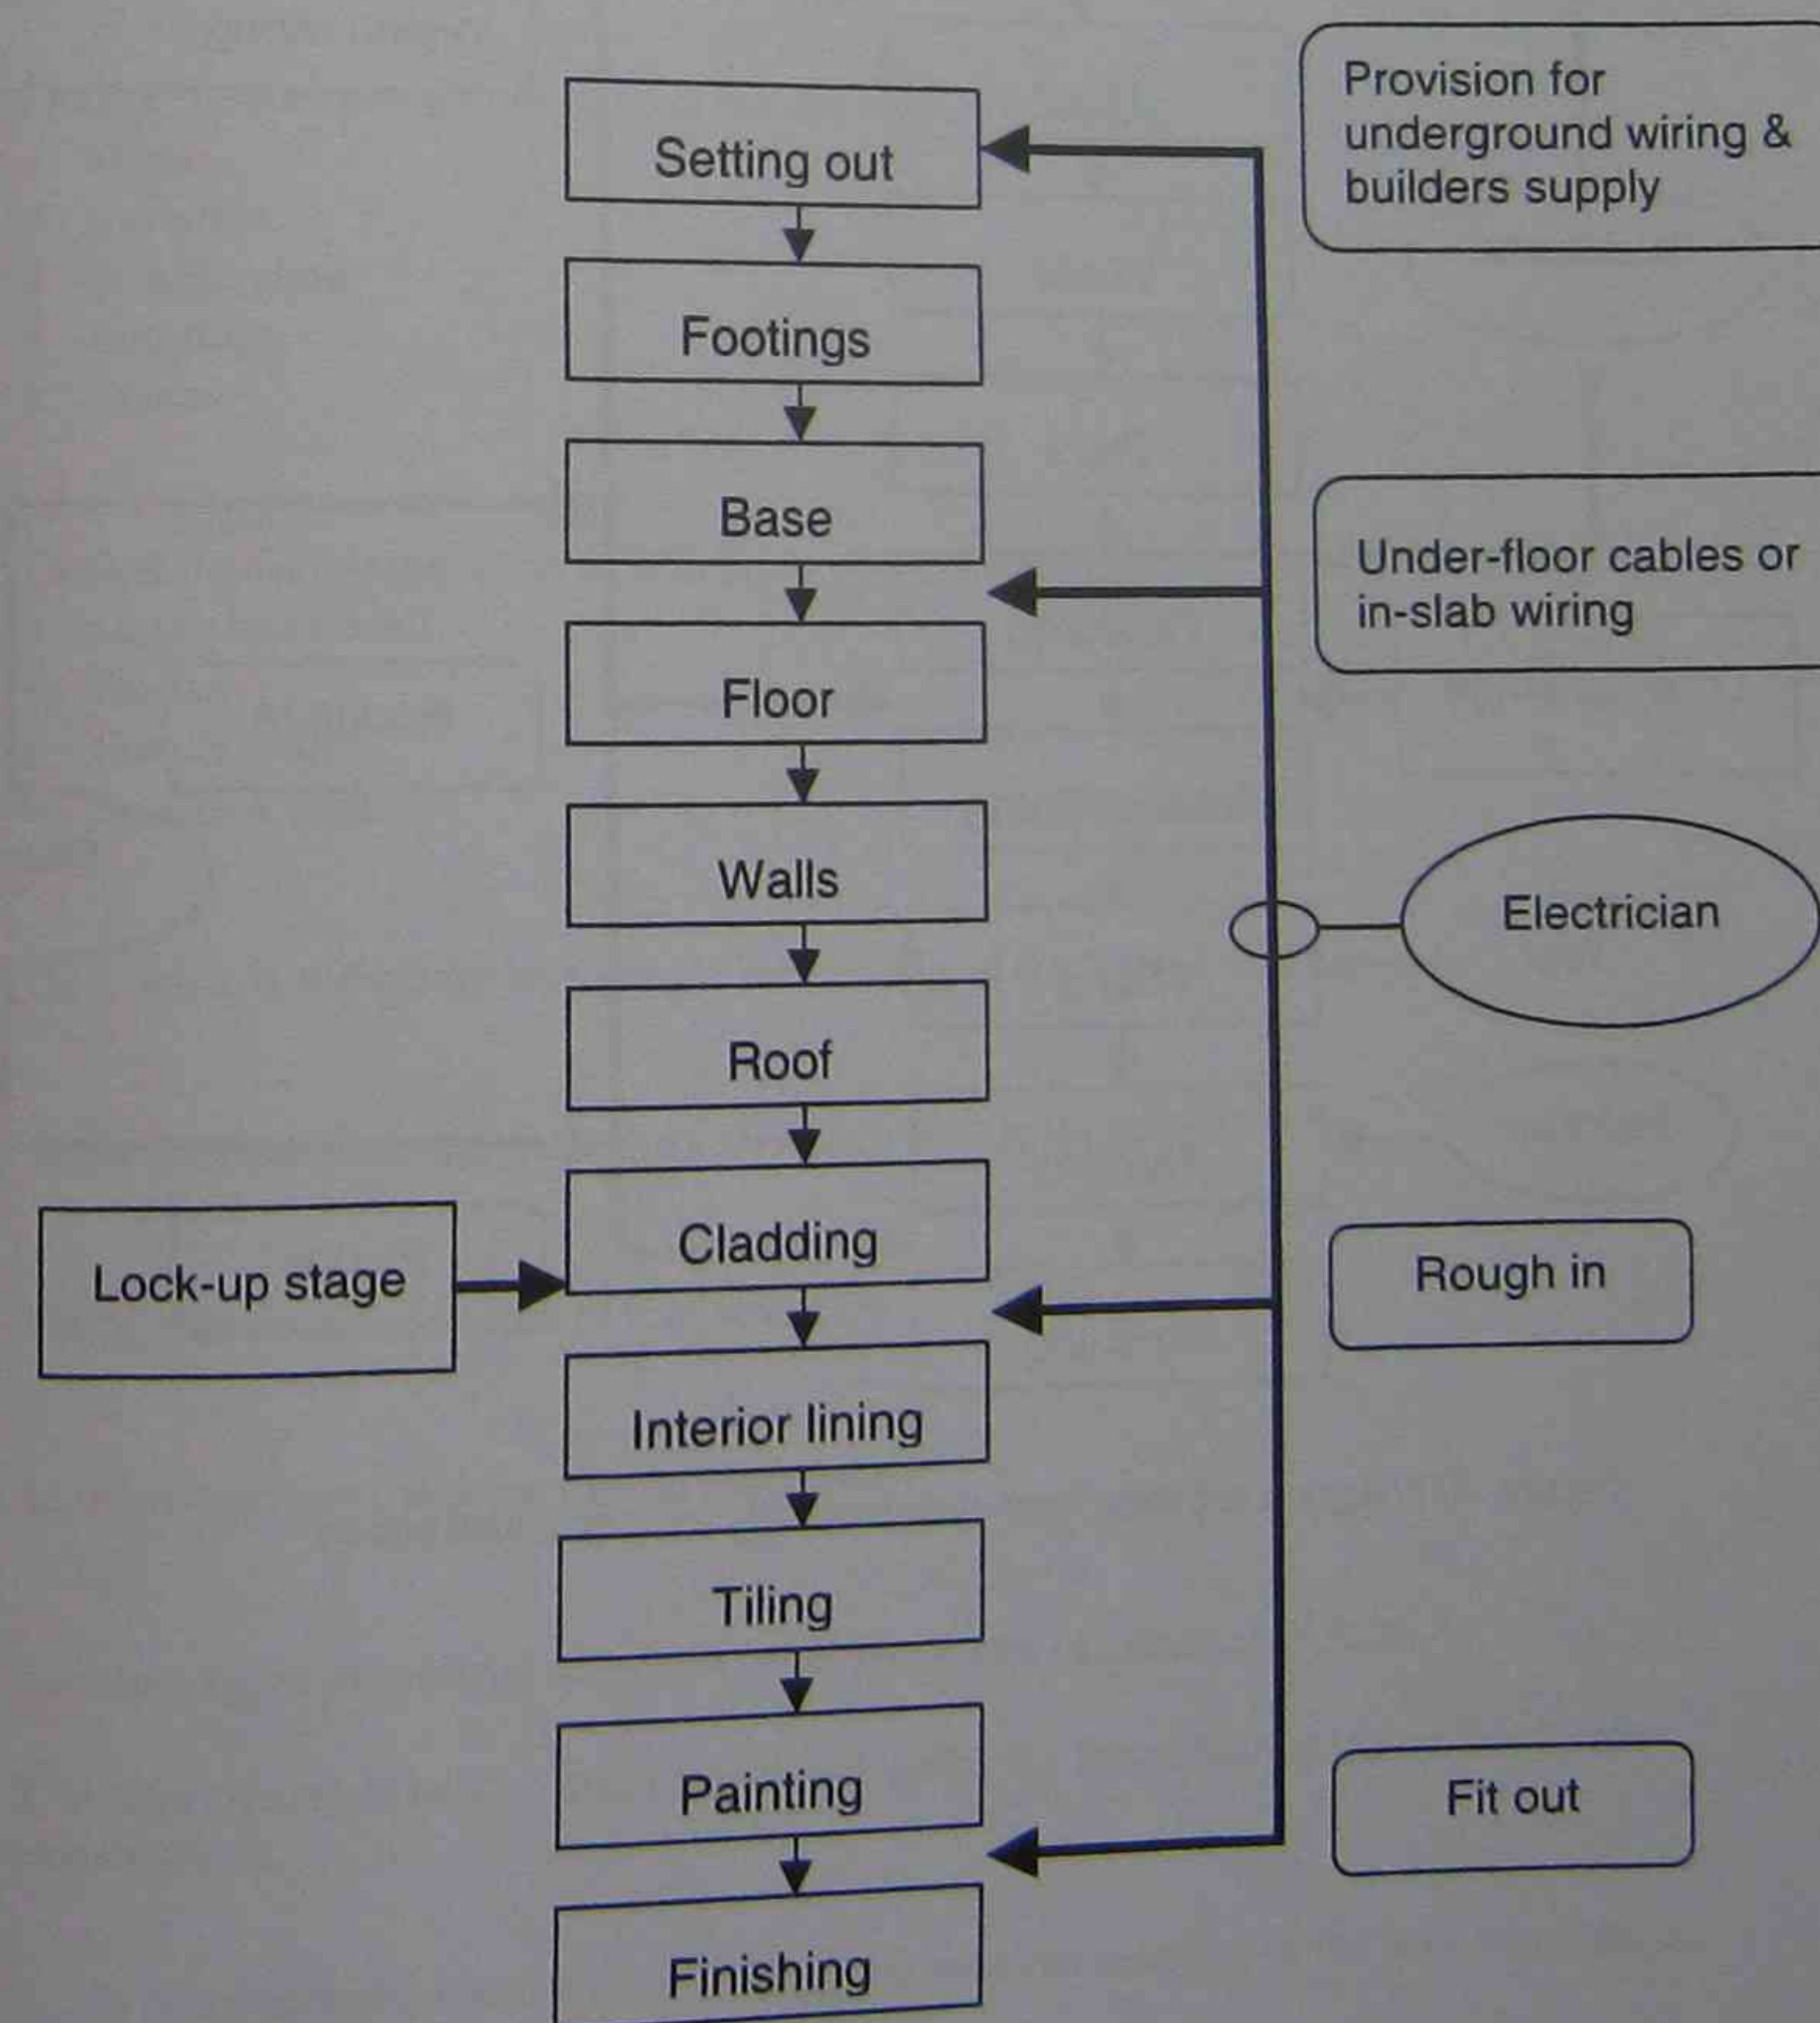 Setting out
Provision for
underground wiring &
builders supply
Footings
Base
Under-floor cables or
in-slab wiring
Floor
Walls
Electrician
Roof
Cladding
Lock-up stage
Rough in
Interior lining
Tiling
Painting
Fit out
Finishing